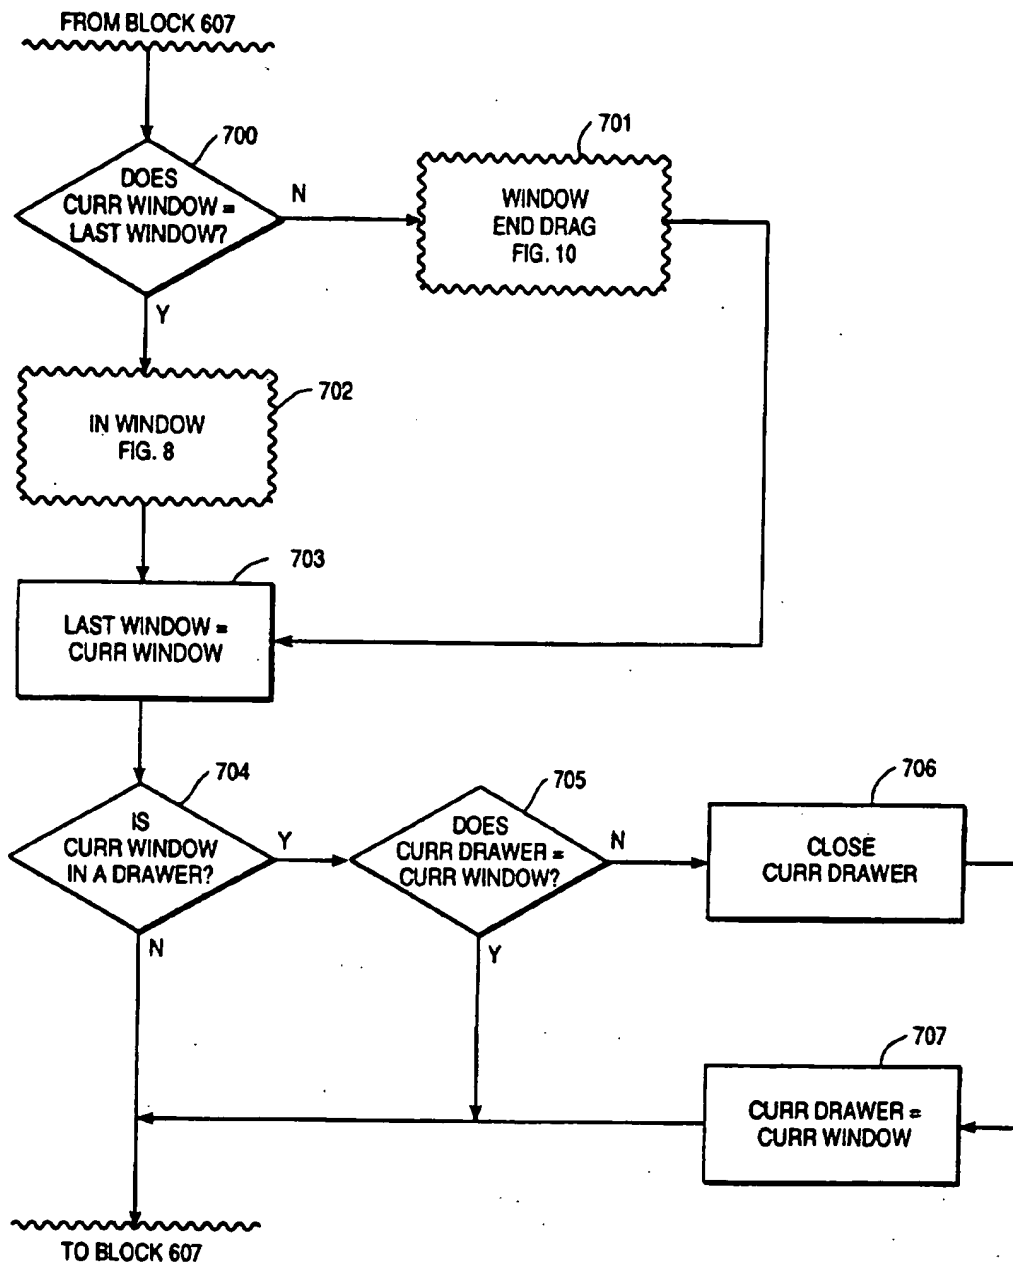 FROM BLOCK 607
700
DOES
CURR WINDOW =
LAST WINDOW?
N
Y
701
WINDOW
END DRAG
FIG. 10
702
IN WINDOW
FIG. 8
703
LAST WINDOW =
CURR WINDOW
704
IS
CURR WINDOW
IN A DRAWER?
Y
N
705
DOES
CURR DRAWER =
CURR WINDOW?
N
Y
706
CLOSE
CURR DRAWER
707
CURR DRAWER =
CURR WINDOW
TO BLOCK 607